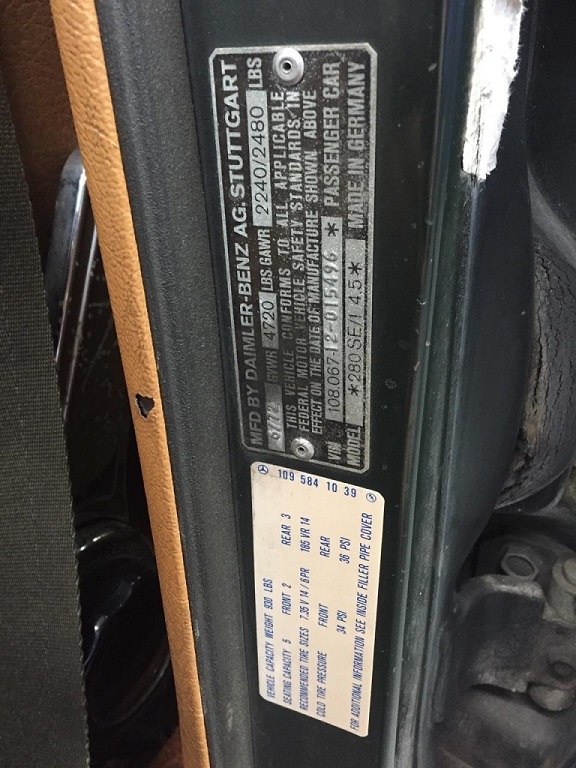 MFD BY DAIMLER-BENZ AG. STUTTGART
9/72 GVWR 4720 LBS GAWR 2240/2480 LBS
THIS VEHICLE CONFORMS TO ALL APPLICABLE
FEDERAL MOTOR VEHICLE SAFETY STANDARDS IN
EFFECT ON THE DATE OF MANUFACTURE SHOWN ABOVE
VIN 108.067-12-015496 * PASSENGER CAR
MODEL *280 SE/1 4.5* MADE IN GERMANY
109 584 10 39
VEHICLE CAPACITY WEIGHT 930 LBS
SEATING CAPACITY 5 FRONT 2 REAR 3
RECOMMENDED TIRE SIZES 7.35 V 14 / 6 PR 185 VR 14
COLD TIRE PRESSURE FRONT REAR
34 PSI 36 PSI
FOR ADDITIONAL INFORMATION SEE INSIDE FILLER PIPE COVER